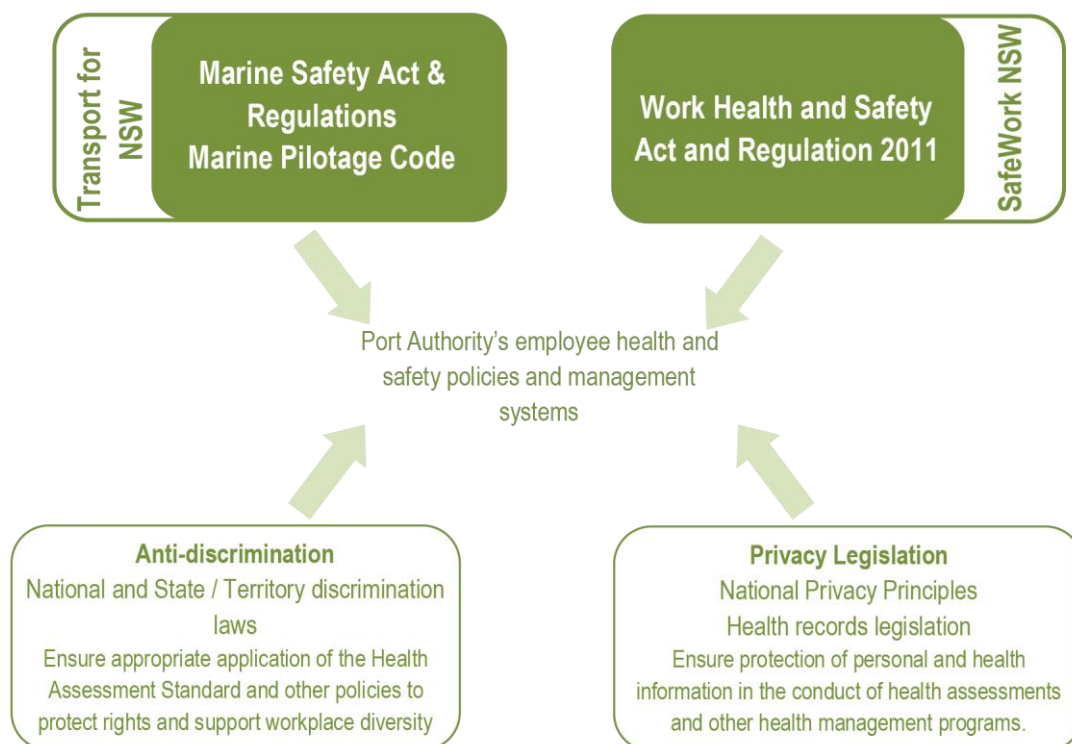 Transport for
NSW
Marine Safety Act &
Regulations
Marine Pilotage Code
Work Health and Safety
Act and Regulation 2011
SafeWork NSW
Port Authority’s employee health and
safety policies and management
systems
Anti-discrimination
National and State / Territory discrimination
laws
Ensure appropriate application of the Health
Assessment Standard and other policies to
protect rights and support workplace diversity
Privacy Legislation
National Privacy Principles
Health records legislation
Ensure protection of personal and health
information in the conduct of health assessments
and other health management programs.